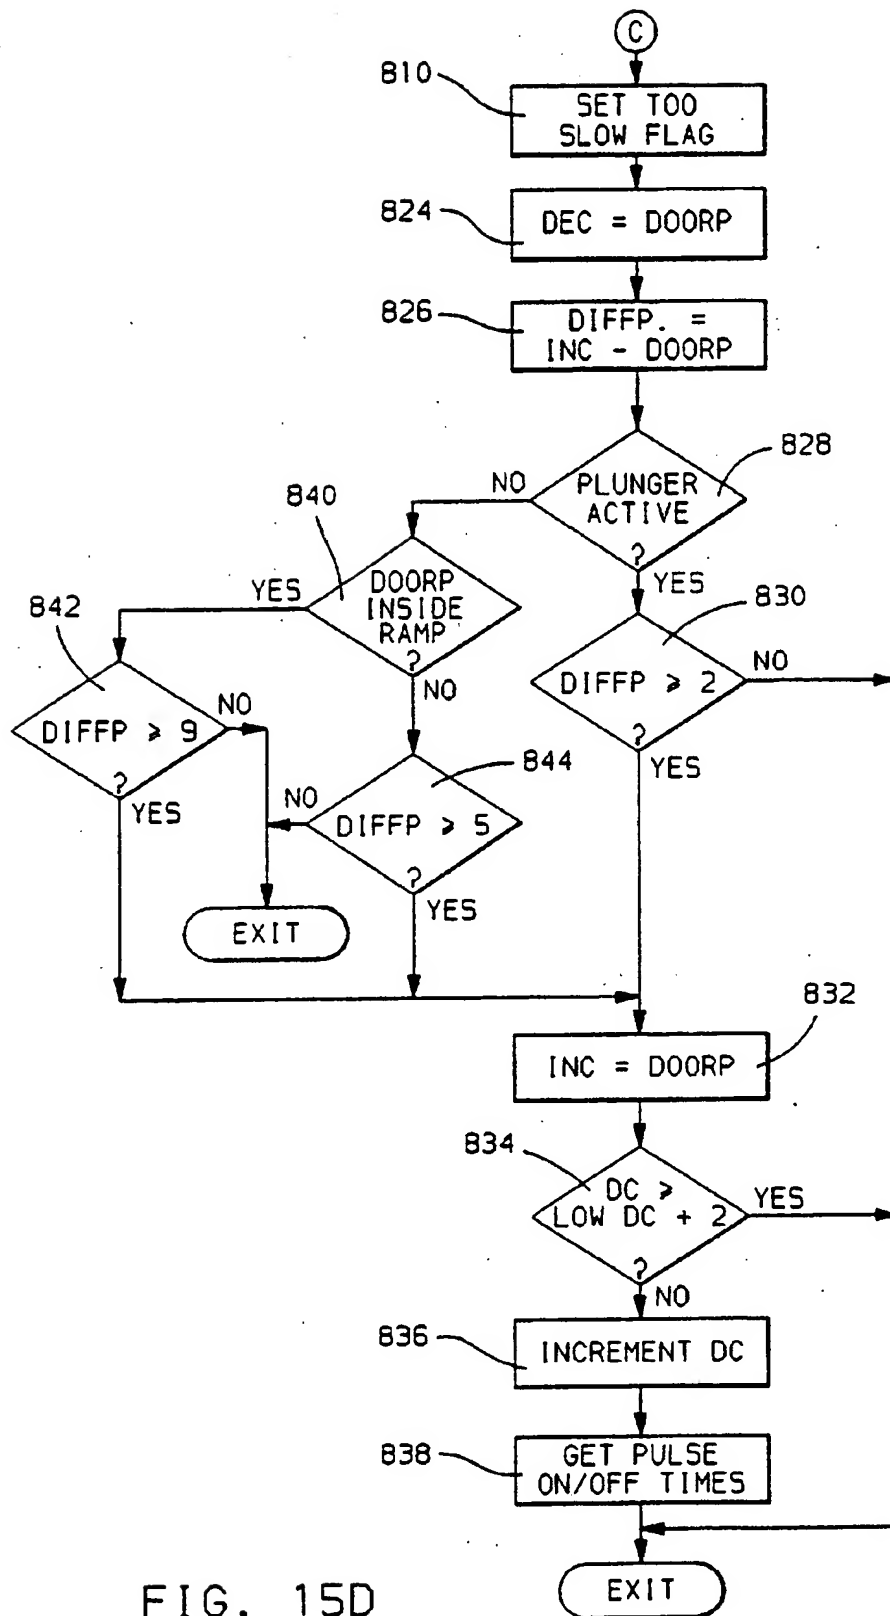 C
810
SET TOO
SLOW FLAG
824
DEC = DOORP
826
DIFFP. =
INC - DOORP
828
PLUNGER
ACTIVE
?
NO
YES
840
DOORP
INSIDE
RAMP
?
YES
NO
830
DIFFP ⩾ 2
?
NO
YES
842
DIFFP ⩾ 9
?
NO
YES
844
DIFFP ⩾ 5
?
NO
YES
EXIT
832
INC = DOORP
834
DC ⩾
LOW DC + 2
?
YES
NO
836
INCREMENT DC
838
GET PULSE
ON/OFF TIMES
EXIT
FIG. 15D